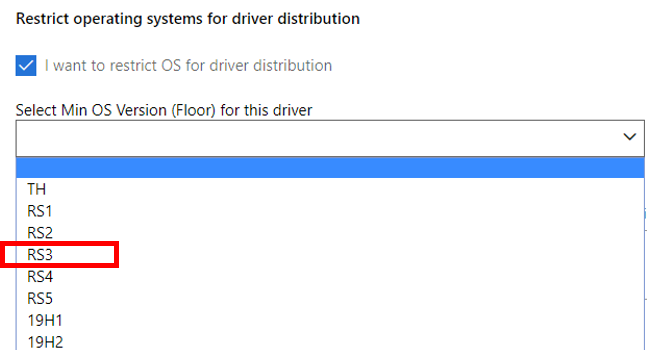 Restrict operating systems for driver distribution
I want to restrict OS for driver distribution
Select Min OS Version (Floor) for this driver
TH
RS1
RS2
RS3
RS4
RS5
19H1
19H2